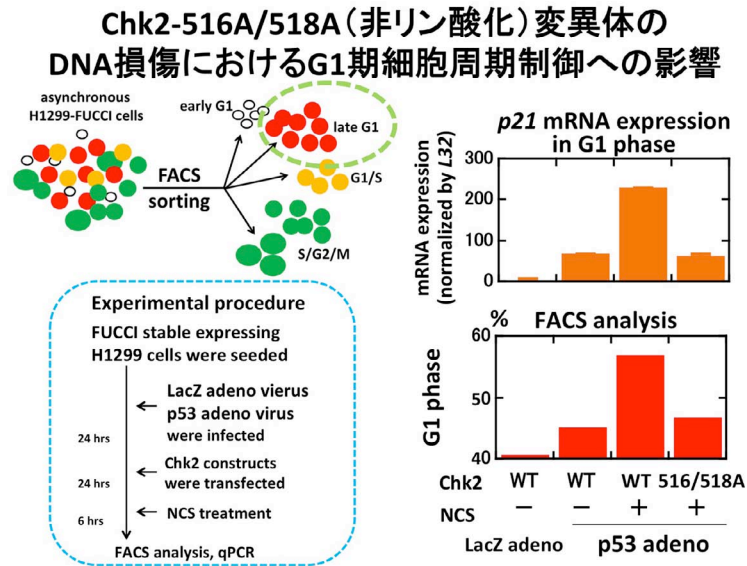 Chk2-516A/518A（非リン酸化）変異体の
DNA損傷におけるG1期細胞周期制御への影響
asynchronous
H1299-FUCCI cells
early G1
late G1
FACS
sorting
G1/S
S/G2/M
Experimental procedure
FUCCI stable expressing
H1299 cells were seeded
LacZ adeno vierus
p53 adeno virus
were infected
24 hrs
Chk2 constructs
were transfected
24 hrs
NCS treatment
6 hrs
FACS analysis, qPCR
p21 mRNA expression
in G1 phase
mRNA expression
(normalized by L32)
300
200
100
0
% FACS analysis
G1 phase
60
50
40
Chk2 WT WT WT 516/518A
NCS − − + +
LacZ adeno p53 adeno